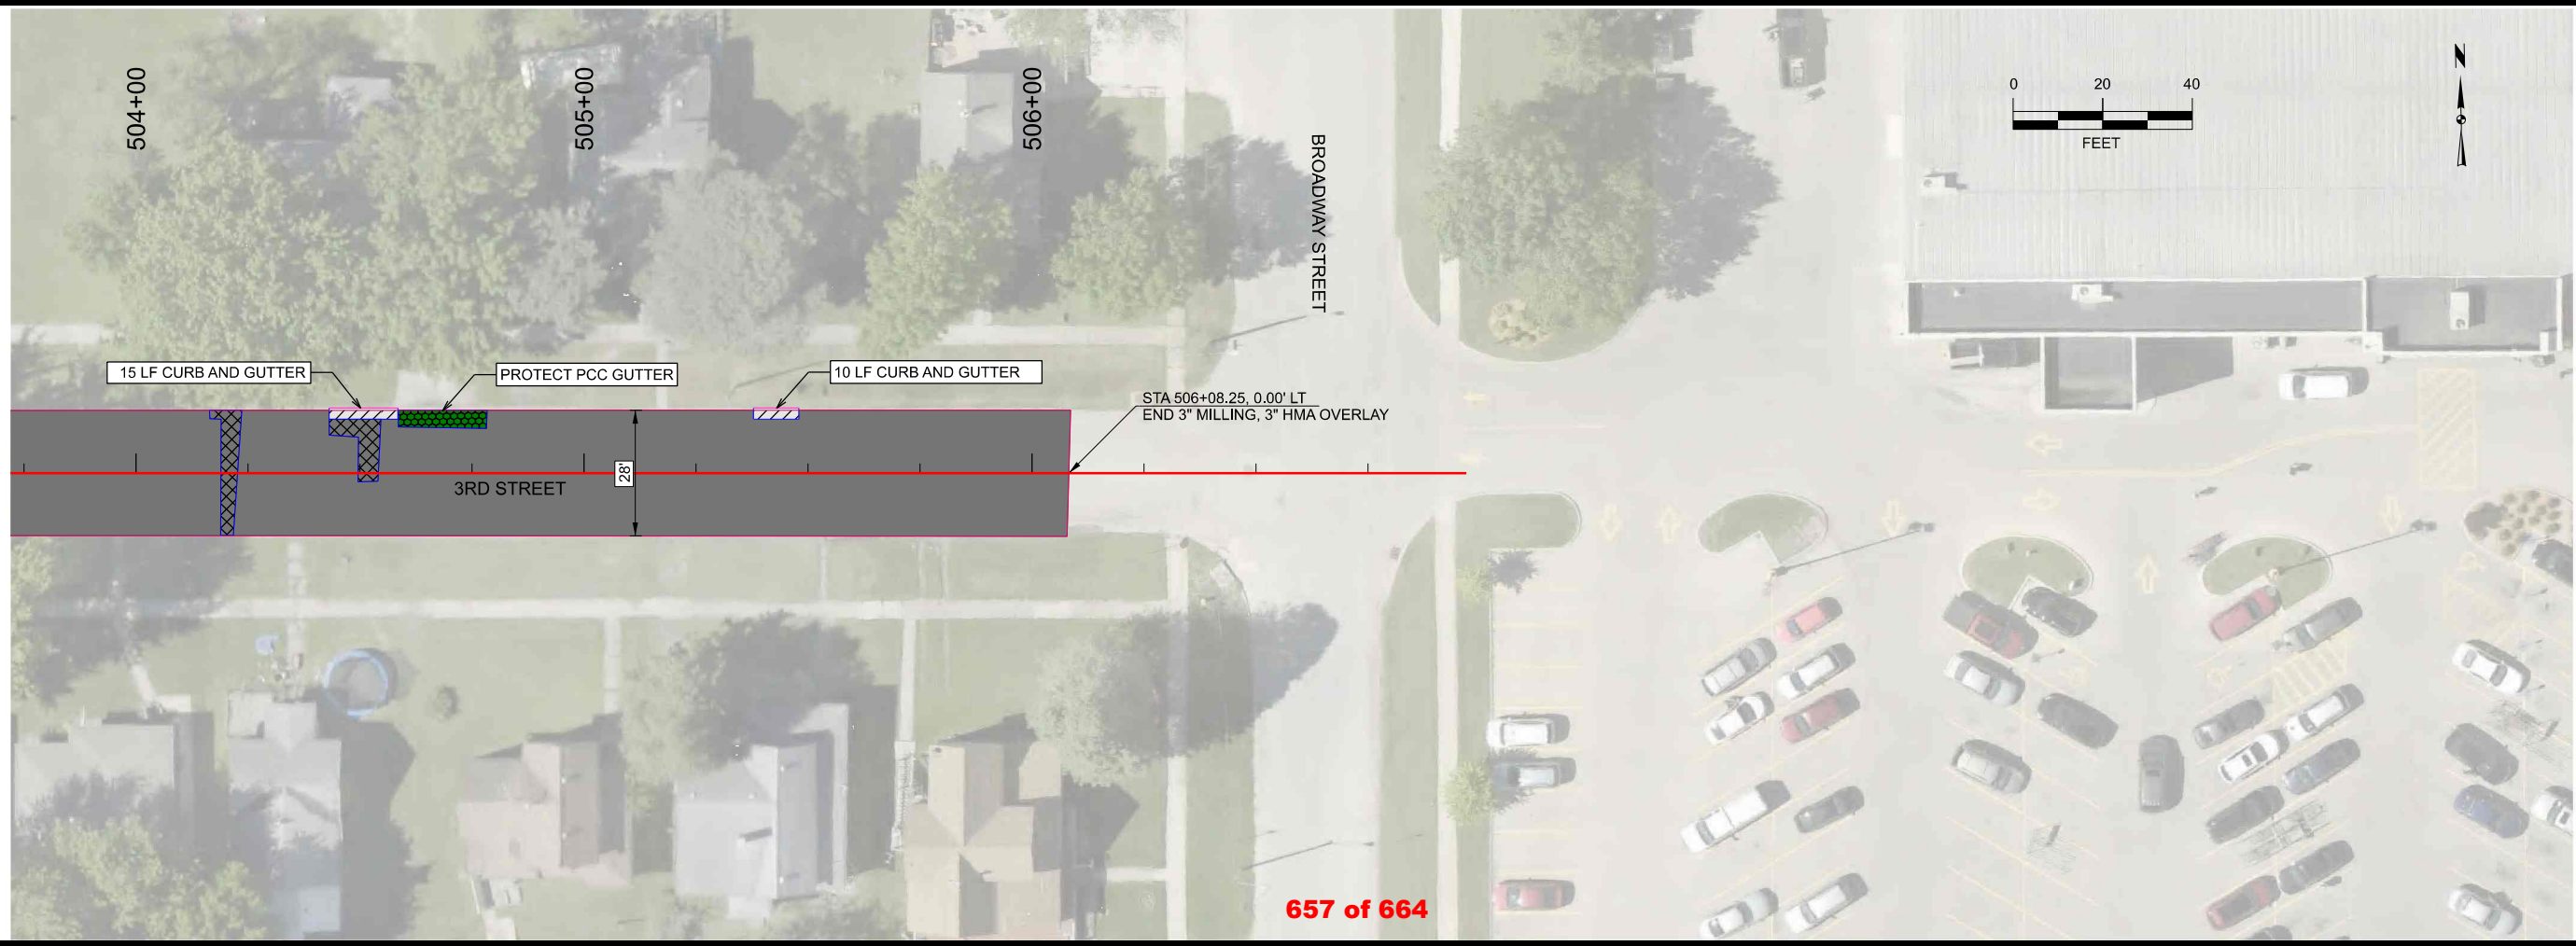 504+00
505+00
506+00
BROADWAY STREET
0 20 40
FEET
N
15 LF CURB AND GUTTER
PROTECT PCC GUTTER
10 LF CURB AND GUTTER
STA 506+08.25, 0.00' LT
END 3" MILLING, 3" HMA OVERLAY
28'
3RD STREET
657 of 664